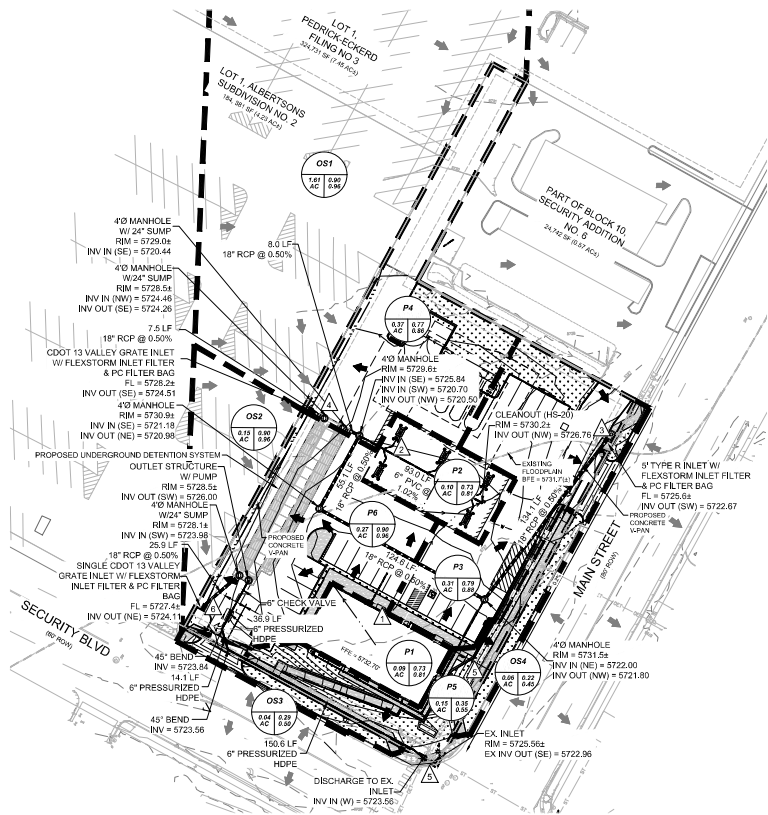 LOT 1,
PEDRICK-ECKERD
FILING NO 3
324,731 SF (7.45 AC±)
LOT 1, ALBERTSONS
SUBDIVISION NO. 2
184,381 SF (4.23 AC±)
OS1
1.61 AC 0.90 0.96
PART OF BLOCK 10,
SECURITY ADDITION
NO. 6
24,742 SF (0.57 AC±)
4'Ø MANHOLE
W/ 24" SUMP
RIM = 5729.0±
INV IN (SE) = 5720.44
8.0 LF
18" RCP @ 0.50%
4'Ø MANHOLE
W/24" SUMP
RIM = 5728.5±
INV IN (NW) = 5724.46
INV OUT (SE) = 5724.26
7.5 LF
18" RCP @ 0.50%
CDOT 13 VALLEY GRATE INLET
W/ FLEXSTORM INLET FILTER
& PC FILTER BAG
FL = 5728.2±
INV OUT (SE) = 5724.51
4'Ø MANHOLE
RIM = 5730.9±
INV IN (SE) = 5721.18
INV OUT (NE) = 5720.98
PROPOSED UNDERGROUND DETENTION SYSTEM
OUTLET STRUCTURE
W/ PUMP
RIM = 5728.5±
INV OUT (SW) = 5726.00
4'Ø MANHOLE
W/24" SUMP
RIM = 5728.1±
INV IN (SW) = 5723.98
25.9 LF
18" RCP @ 0.50%
SINGLE CDOT 13 VALLEY
GRATE INLET W/ FLEXSTORM
INLET FILTER & PC FILTER
BAG
FL = 5727.4±
INV OUT (NE) = 5724.11
P4
0.37 AC 0.77 0.86
4'Ø MANHOLE
RIM = 5729.6±
INV IN (SE) = 5725.84
INV IN (SW) = 5720.70
INV OUT (NW) = 5720.50
CLEANOUT (HS-20)
RIM = 5730.2±
INV OUT (NW) = 5726.76
4
3
2
OS2
0.15 AC 0.90 0.96
55.1 LF
18" RCP @ 0.50%
93.0 LF
6" PVC @
1.02%
P2
0.10 AC 0.73 0.81
EXISTING
FLOODPLAIN
BFE = 5731.7(±)
134.1 LF
18" RCP @ 0.50%
5' TYPE R INLET W/
FLEXSTORM INLET FILTER
& PC FILTER BAG
FL = 5725.6±
INV OUT (SW) = 5722.67
PROPOSED
CONCRETE
V-PAN
P6
0.27 AC 0.90 0.96
PROPOSED
CONCRETE
V-PAN
124.6 LF
18" RCP @ 0.50%
P3
0.31 AC 0.79 0.88
MAIN STREET
(80' ROW)
SECURITY BLVD
(60' ROW)
6
6" CHECK VALVE
36.9 LF
6" PRESSURIZED
HDPE
1
FFE = 5732.70'
P1
0.09 AC 0.73 0.81
4'Ø MANHOLE
RIM = 5731.5±
INV IN (NE) = 5722.00
INV OUT (NW) = 5721.80
OS4
0.06 AC 0.22 0.45
5
45° BEND
INV = 5723.84
14.1 LF
6" PRESSURIZED
HDPE
45° BEND
INV = 5723.56
OS3
0.04 AC 0.29 0.50
P5
0.15 AC 0.35 0.55
150.6 LF
6" PRESSURIZED
HDPE
EX. INLET
RIM = 5725.56±
EX INV OUT (SE) = 5722.96
DISCHARGE TO EX.
INLET
INV IN (W) = 5723.56
5